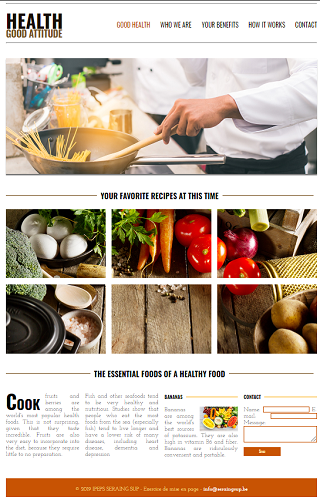 HEALTH
GOOD ATTITUDE
GOOD HEALTH WHO WE ARE YOUR BENEFITS HOW IT WORKS CONTACT
YOUR FAVORITE RECIPES AT THIS TIME
THE ESSENTIAL FOODS OF A HEALTHY FOOD
COOK fruits and
berries are
among the
world's most popular health
foods. This is not surprising,
given that they taste
incredible. Fruits are also
very easy to incorporate into
the diet, because they require
little to no preparation.
Fish and other seafoods tend
to be very healthy and
nutritious. Studies show that
people who eat the most
foods from the sea (especially
fish) tend to live longer and
have a lower risk of many
diseases, including heart
disease, dementia and
depression
BANANAS
Bananas
are among
the world's
best sources
of potassium. They are also
high in vitamin B6 and fiber.
Bananas are ridiculously
convenient and portable.
CONTACT
Name: E-
mail:
Message:
© 2019 IFEPS SERAING SUP - Exercice de mise en page - info@seraingsup.be